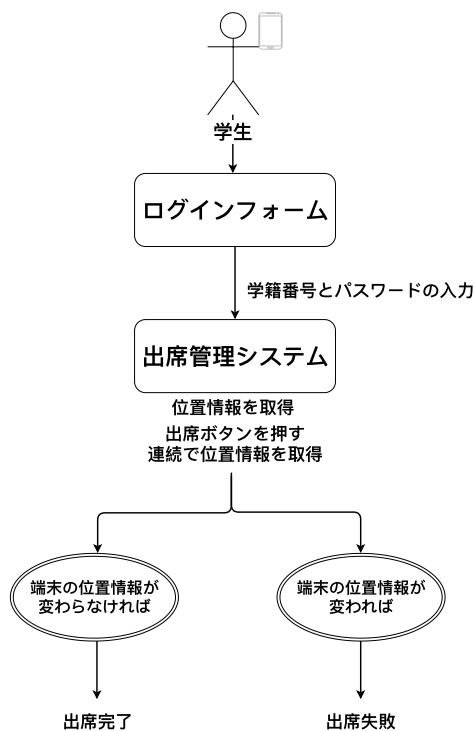 学生
ログインフォーム
学籍番号とパスワードの入力
出席管理システム
位置情報を取得
出席ボタンを押す
連続で位置情報を取得
端末の位置情報が
変わらなければ
端末の位置情報が
変われば
出席完了
出席失敗